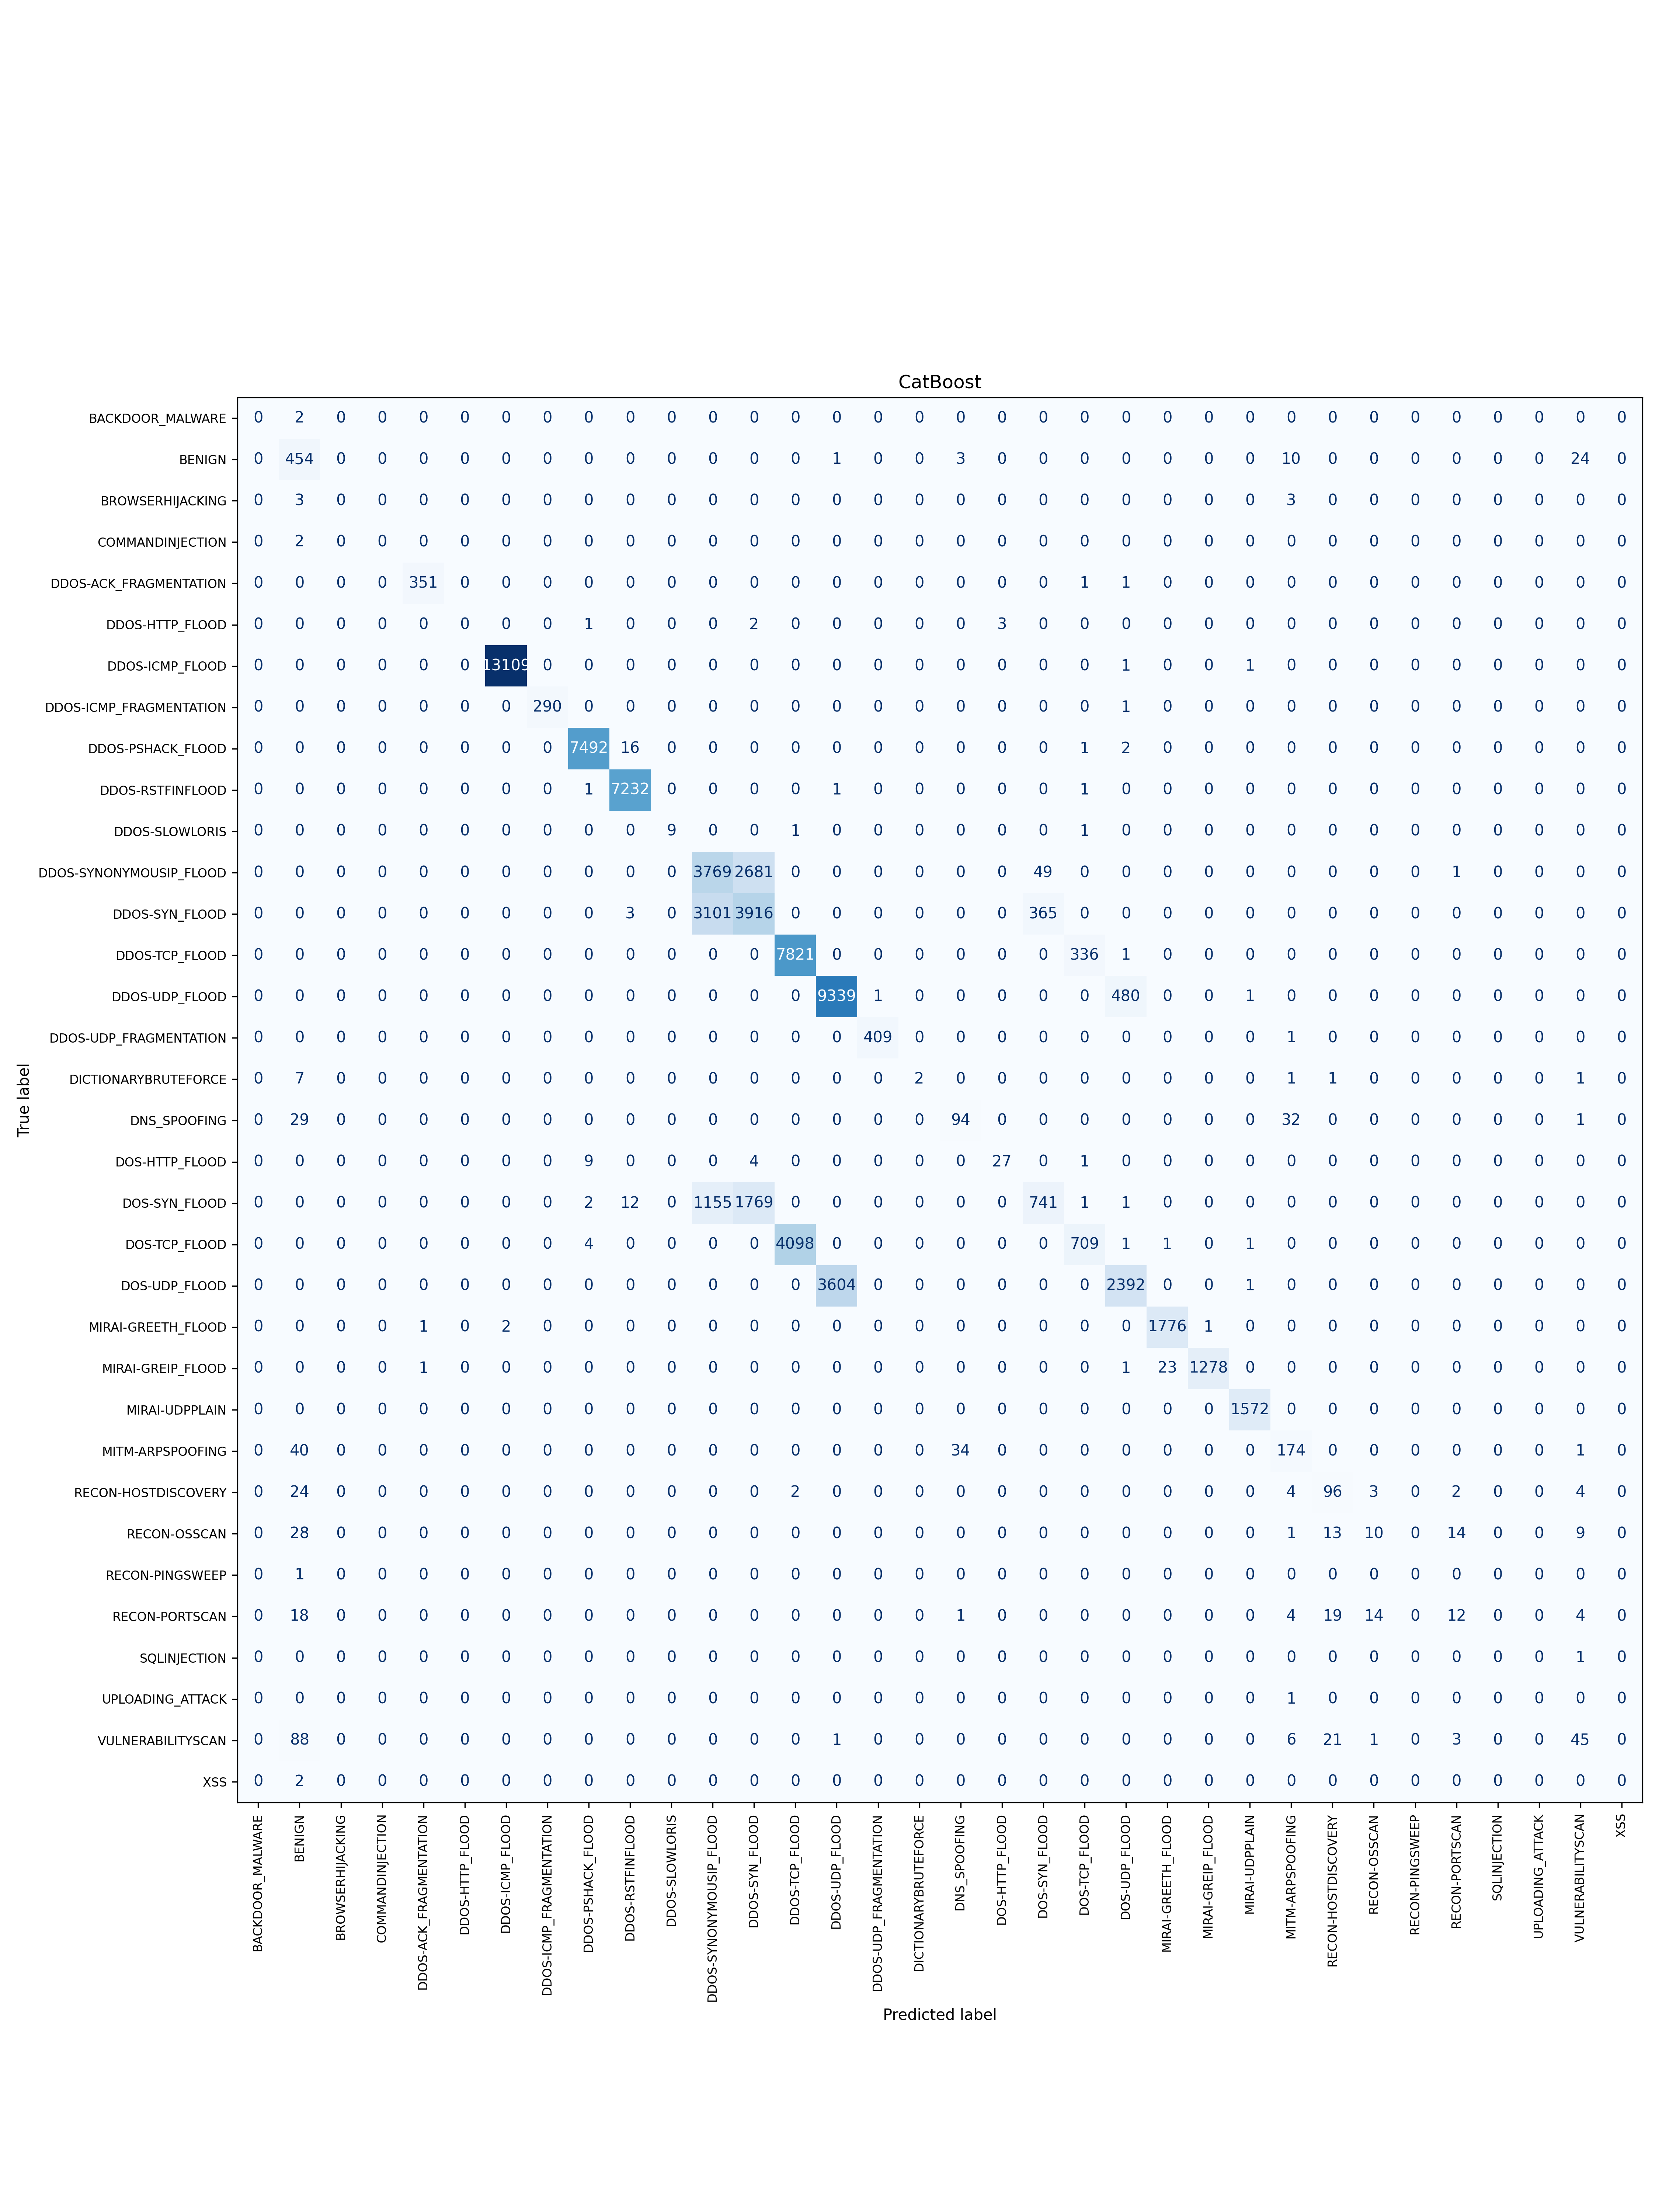 CatBoost
BACKDOOR_MALWARE 0 2 0 0 0 0 0 0 0 0 0 0 0 0 0 0 0 0 0 0 0 0 0 0 0 0 0 0 0 0 0 0 0 0
BENIGN 0 454 0 0 0 0 0 0 0 0 0 0 0 0 1 0 0 3 0 0 0 0 0 0 0 10 0 0 0 0 0 0 24 0
BROWSERHIJACKING 0 3 0 0 0 0 0 0 0 0 0 0 0 0 0 0 0 0 0 0 0 0 0 0 0 3 0 0 0 0 0 0 0 0
COMMANDINJECTION 0 2 0 0 0 0 0 0 0 0 0 0 0 0 0 0 0 0 0 0 0 0 0 0 0 0 0 0 0 0 0 0 0 0
DDOS-ACK_FRAGMENTATION 0 0 0 0 351 0 0 0 0 0 0 0 0 0 0 0 0 0 0 0 1 1 0 0 0 0 0 0 0 0 0 0 0 0
DDOS-HTTP_FLOOD 0 0 0 0 0 0 0 0 1 0 0 0 2 0 0 0 0 0 3 0 0 0 0 0 0 0 0 0 0 0 0 0 0 0
DDOS-ICMP_FLOOD 0 0 0 0 0 0 13109 0 0 0 0 0 0 0 0 0 0 0 0 0 0 1 0 0 1 0 0 0 0 0 0 0 0 0
DDOS-ICMP_FRAGMENTATION 0 0 0 0 0 0 0 290 0 0 0 0 0 0 0 0 0 0 0 0 0 1 0 0 0 0 0 0 0 0 0 0 0 0
DDOS-PSHACK_FLOOD 0 0 0 0 0 0 0 0 7492 16 0 0 0 0 0 0 0 0 0 0 1 2 0 0 0 0 0 0 0 0 0 0 0 0
DDOS-RSTFINFLOOD 0 0 0 0 0 0 0 0 1 7232 0 0 0 0 1 0 0 0 0 0 1 0 0 0 0 0 0 0 0 0 0 0 0 0
DDOS-SLOWLORIS 0 0 0 0 0 0 0 0 0 0 9 0 0 1 0 0 0 0 0 0 1 0 0 0 0 0 0 0 0 0 0 0 0 0
DDOS-SYNONYMOUSIP_FLOOD 0 0 0 0 0 0 0 0 0 0 0 3769 2681 0 0 0 0 0 0 49 0 0 0 0 0 0 0 0 0 1 0 0 0 0
DDOS-SYN_FLOOD 0 0 0 0 0 0 0 0 0 3 0 3101 3916 0 0 0 0 0 0 365 0 0 0 0 0 0 0 0 0 0 0 0 0 0
DDOS-TCP_FLOOD 0 0 0 0 0 0 0 0 0 0 0 0 0 7821 0 0 0 0 0 0 336 1 0 0 0 0 0 0 0 0 0 0 0 0
DDOS-UDP_FLOOD 0 0 0 0 0 0 0 0 0 0 0 0 0 0 9339 1 0 0 0 0 0 480 0 0 1 0 0 0 0 0 0 0 0 0
DDOS-UDP_FRAGMENTATION 0 0 0 0 0 0 0 0 0 0 0 0 0 0 0 409 0 0 0 0 0 0 0 0 0 1 0 0 0 0 0 0 0 0
DICTIONARYBRUTEFORCE 0 7 0 0 0 0 0 0 0 0 0 0 0 0 0 0 2 0 0 0 0 0 0 0 0 1 1 0 0 0 0 0 1 0
DNS_SPOOFING 0 29 0 0 0 0 0 0 0 0 0 0 0 0 0 0 0 94 0 0 0 0 0 0 0 32 0 0 0 0 0 0 1 0
DOS-HTTP_FLOOD 0 0 0 0 0 0 0 0 9 0 0 0 4 0 0 0 0 0 27 0 1 0 0 0 0 0 0 0 0 0 0 0 0 0
DOS-SYN_FLOOD 0 0 0 0 0 0 0 0 2 12 0 1155 1769 0 0 0 0 0 0 741 1 1 0 0 0 0 0 0 0 0 0 0 0 0
DOS-TCP_FLOOD 0 0 0 0 0 0 0 0 4 0 0 0 0 4098 0 0 0 0 0 0 709 1 1 0 1 0 0 0 0 0 0 0 0 0
DOS-UDP_FLOOD 0 0 0 0 0 0 0 0 0 0 0 0 0 0 3604 0 0 0 0 0 0 2392 0 0 1 0 0 0 0 0 0 0 0 0
MIRAI-GREETH_FLOOD 0 0 0 0 1 0 2 0 0 0 0 0 0 0 0 0 0 0 0 0 0 0 1776 1 0 0 0 0 0 0 0 0 0 0
MIRAI-GREIP_FLOOD 0 0 0 0 1 0 0 0 0 0 0 0 0 0 0 0 0 0 0 0 0 1 23 1278 0 0 0 0 0 0 0 0 0 0
MIRAI-UDPPLAIN 0 0 0 0 0 0 0 0 0 0 0 0 0 0 0 0 0 0 0 0 0 0 0 0 1572 0 0 0 0 0 0 0 0 0
MITM-ARPSPOOFING 0 40 0 0 0 0 0 0 0 0 0 0 0 0 0 0 0 34 0 0 0 0 0 0 0 174 0 0 0 0 0 0 1 0
RECON-HOSTDISCOVERY 0 24 0 0 0 0 0 0 0 0 0 0 0 2 0 0 0 0 0 0 0 0 0 0 0 4 96 3 0 2 0 0 4 0
RECON-OSSCAN 0 28 0 0 0 0 0 0 0 0 0 0 0 0 0 0 0 0 0 0 0 0 0 0 0 1 13 10 0 14 0 0 9 0
RECON-PINGSWEEP 0 1 0 0 0 0 0 0 0 0 0 0 0 0 0 0 0 0 0 0 0 0 0 0 0 0 0 0 0 0 0 0 0 0
RECON-PORTSCAN 0 18 0 0 0 0 0 0 0 0 0 0 0 0 0 0 0 1 0 0 0 0 0 0 0 4 19 14 0 12 0 0 4 0
SQLINJECTION 0 0 0 0 0 0 0 0 0 0 0 0 0 0 0 0 0 0 0 0 0 0 0 0 0 0 0 0 0 0 0 0 1 0
UPLOADING_ATTACK 0 0 0 0 0 0 0 0 0 0 0 0 0 0 0 0 0 0 0 0 0 0 0 0 0 1 0 0 0 0 0 0 0 0
VULNERABILITYSCAN 0 88 0 0 0 0 0 0 0 0 0 0 0 0 1 0 0 0 0 0 0 0 0 0 0 6 21 1 0 3 0 0 45 0
XSS 0 2 0 0 0 0 0 0 0 0 0 0 0 0 0 0 0 0 0 0 0 0 0 0 0 0 0 0 0 0 0 0 0 0
True label
BACKDOOR_MALWARE
BENIGN
BROWSERHIJACKING
COMMANDINJECTION
DDOS-ACK_FRAGMENTATION
DDOS-HTTP_FLOOD
DDOS-ICMP_FLOOD
DDOS-ICMP_FRAGMENTATION
DDOS-PSHACK_FLOOD
DDOS-RSTFINFLOOD
DDOS-SLOWLORIS
DDOS-SYNONYMOUSIP_FLOOD
DDOS-SYN_FLOOD
DDOS-TCP_FLOOD
DDOS-UDP_FLOOD
DDOS-UDP_FRAGMENTATION
DICTIONARYBRUTEFORCE
DNS_SPOOFING
DOS-HTTP_FLOOD
DOS-SYN_FLOOD
DOS-TCP_FLOOD
DOS-UDP_FLOOD
MIRAI-GREETH_FLOOD
MIRAI-GREIP_FLOOD
MIRAI-UDPPLAIN
MITM-ARPSPOOFING
RECON-HOSTDISCOVERY
RECON-OSSCAN
RECON-PINGSWEEP
RECON-PORTSCAN
SQLINJECTION
UPLOADING_ATTACK
VULNERABILITYSCAN
XSS
Predicted label